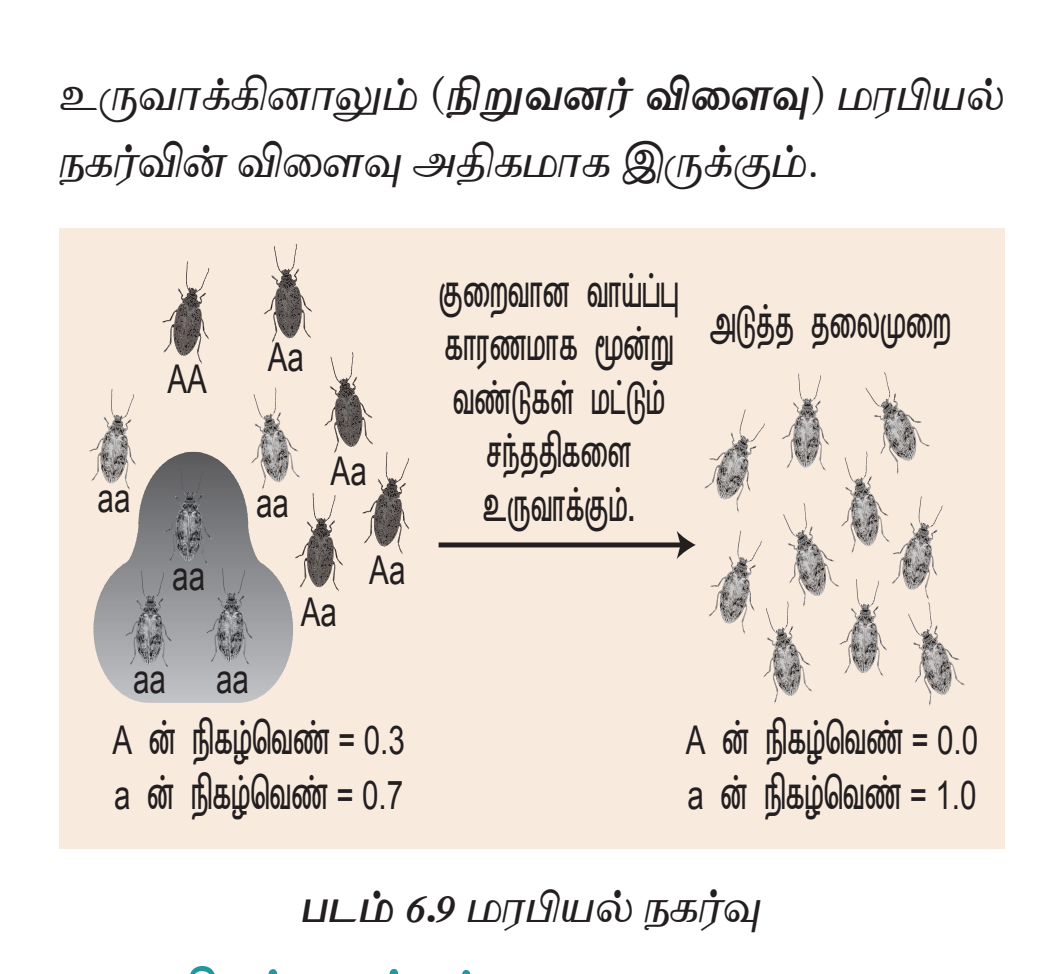 உருவாக்கினாலும் (நிறுவனர் விளைவு) மரபியல்
நகர்வின் விளைவு அதிகமாக இருக்கும்.
AA
Aa
aa
aa
Aa
Aa
Aa
aa
aa
aa
குறைவான வாய்ப்பு
காரணமாக மூன்று
வண்டுகள் மட்டும்
சந்ததிகளை
உருவாக்கும்.
அடுத்த தலைமுறை
A ன் நிகழ்வெண் = 0.3
a ன் நிகழ்வெண் = 0.7
A ன் நிகழ்வெண் = 0.0
a ன் நிகழ்வெண் = 1.0
படம் 6.9 மரபியல் நகர்வு